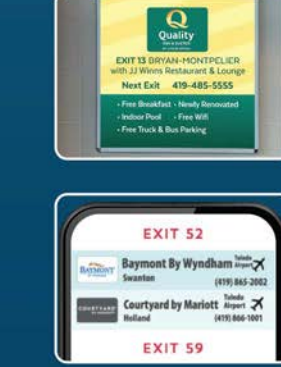 Quality
EXIT 13 BRYAN-MONTPELIER
with JJ Winns Restaurant & Lounge
Next Exit 419-485-5555
• Free Breakfast • Newly Renovated
• Indoor Pool • Free Wifi
• Free Truck & Bus Parking
EXIT 52
BAYMONT
Baymont By Wyndham Toledo Airport
Swanton (419) 865-2002
COURTYARD
Courtyard by Mariott Toledo Airport
Holland (419) 866-1001
EXIT 59